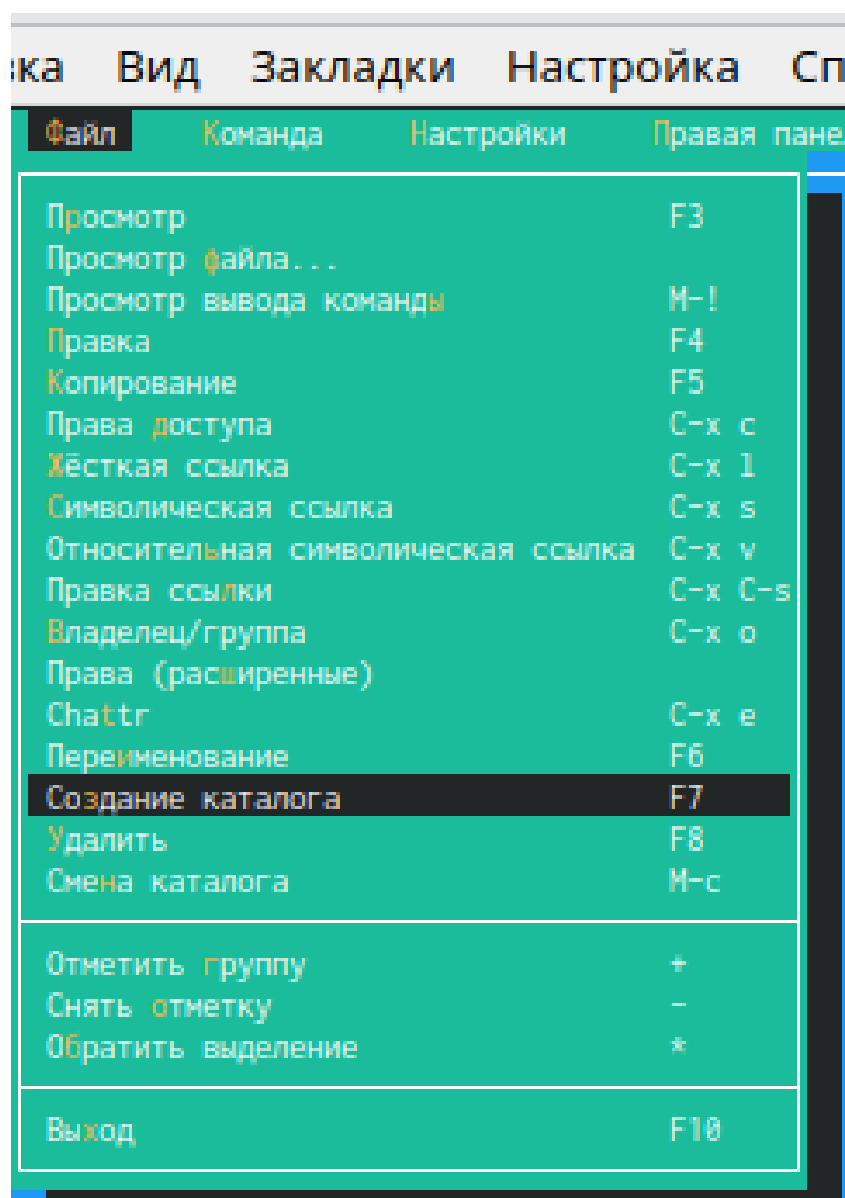 вка Вид Закладки Настройка Сп
Файл Команда Настройки Правая пане
Просмотр F3
Просмотр файла...
Просмотр вывода команды M-!
Правка F4
Копирование F5
Права доступа C-x c
Жёсткая ссылка C-x l
Символическая ссылка C-x s
Относительная символическая ссылка C-x v
Правка ссылки C-x C-s
Владелец/группа C-x o
Права (расширенные)
Chattr C-x e
Переименование F6
Создание каталога F7
Удалить F8
Смена каталога M-c
Отметить группу +
Снять отметку -
Обратить выделение *
Выход F10